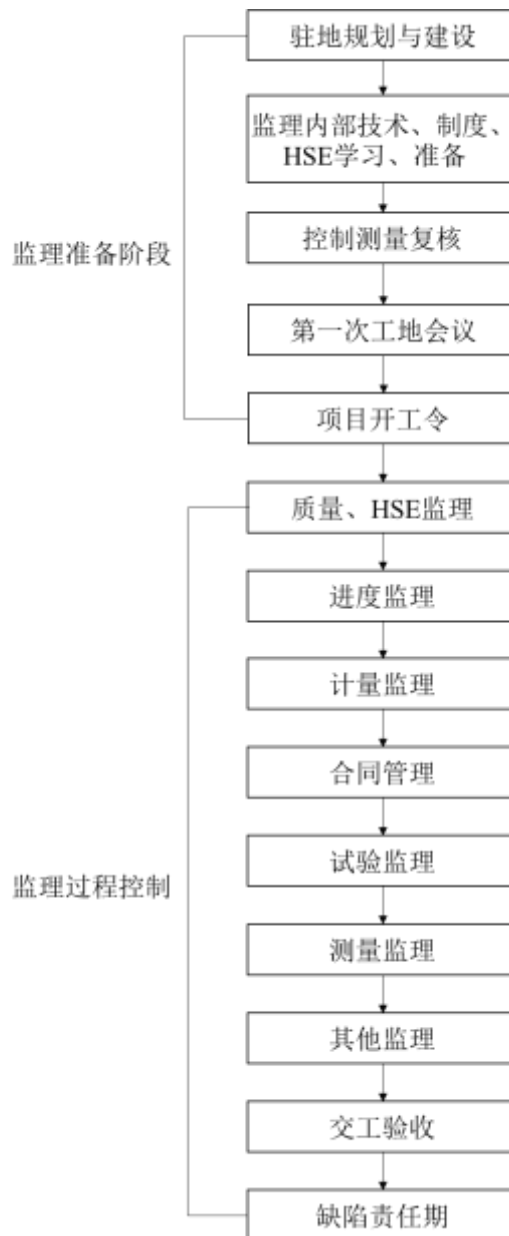 驻地规划与建设
监理内部技术、制度、
HSE学习、准备
控制测量复核
监理准备阶段
第一次工地会议
项目开工令
质量、HSE监理
进度监理
计量监理
合同管理
试验监理
监理过程控制
测量监理
其他监理
交工验收
缺陷责任期